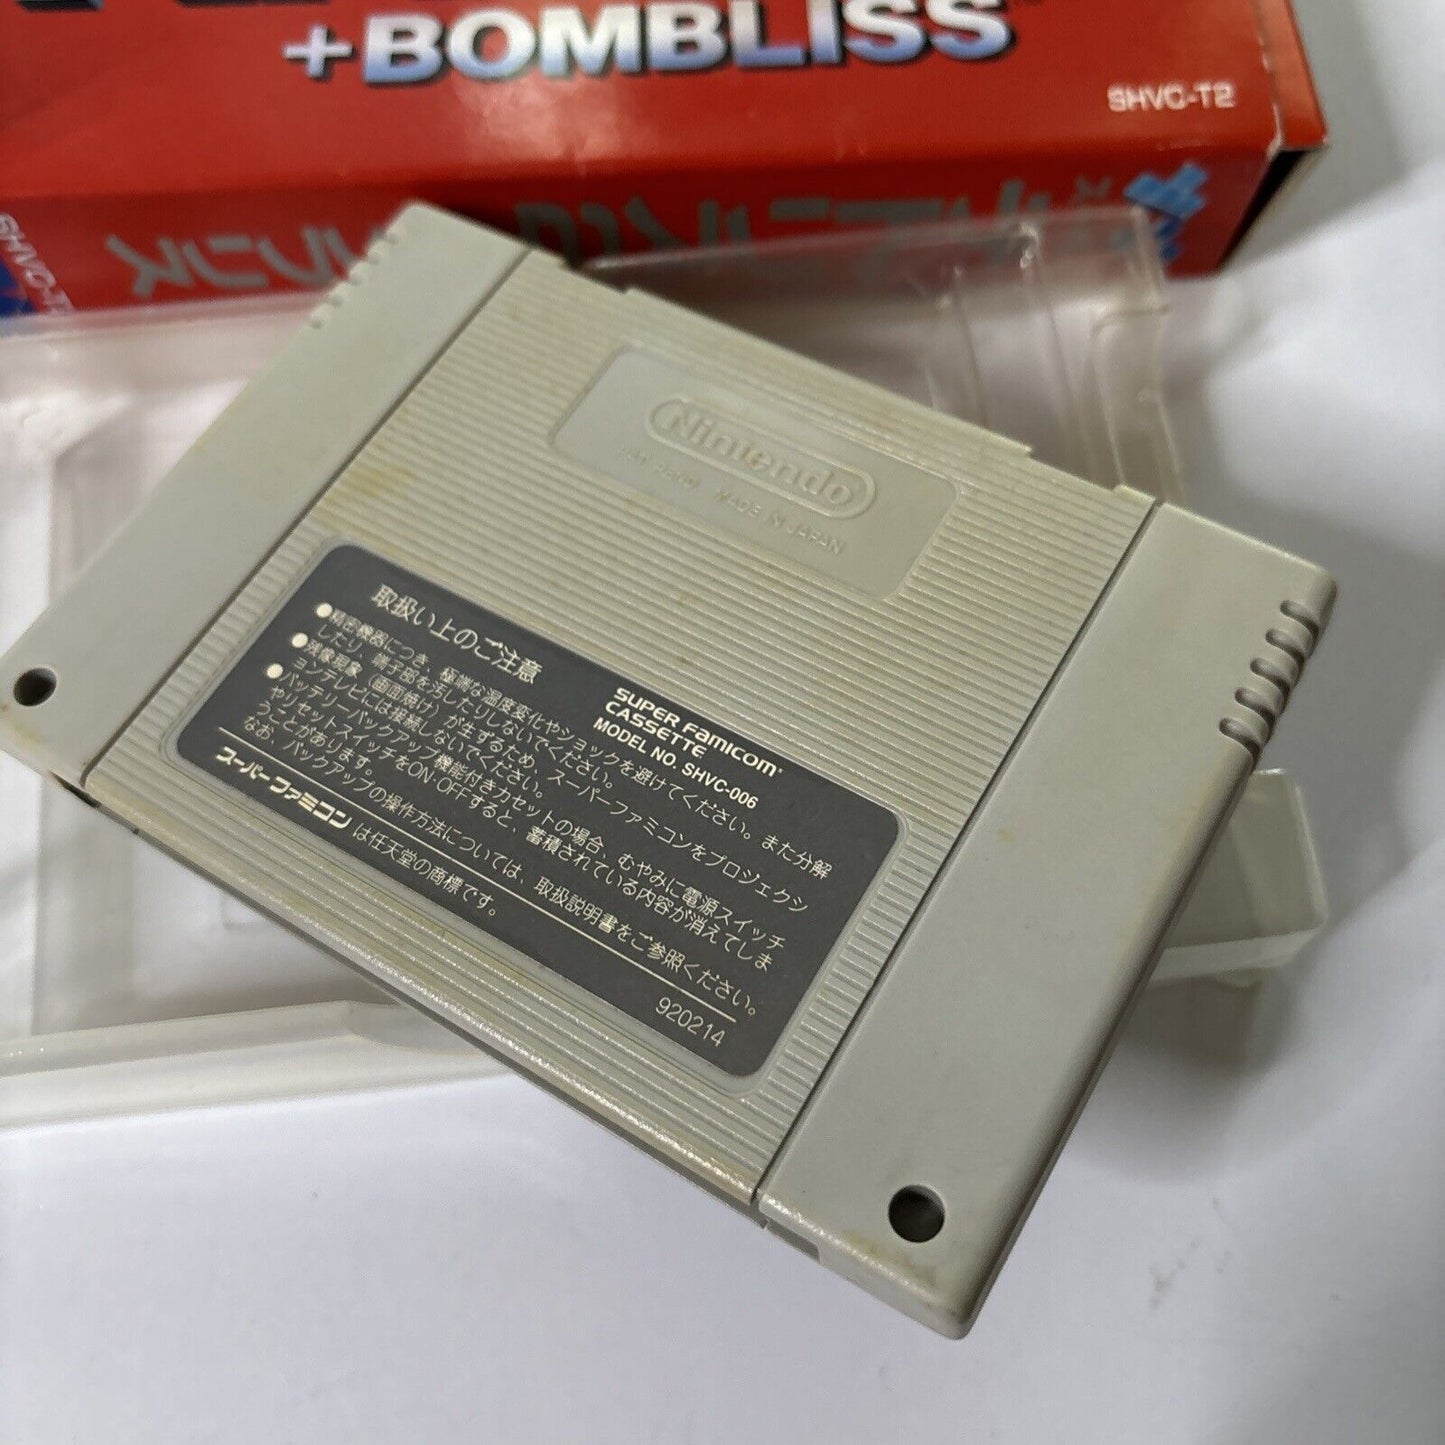 +BOMBLISS
SHVC-T2
Nintendo
MADE IN JAPAN
取扱い上のご注意
SUPER FAMICOM
CASSETTE
MODEL NO. SHVC-006
●精密機器につき、極端な温度変化やショックを避けてください。また分解
したり、端子部を汚したりしないでください。
●残像現象（画面焼け）が生ずるため、スーパーファミコンをプロジェクシ
ョンテレビには接続しないでください。
●バッテリーバックアップ機能付きカセットの場合、むやみに電源スイッチ
やリセットスイッチをON・OFFすると、蓄積されている内容が消えてしま
うことがあります。
なお、バックアップの操作方法については、取扱説明書をご参照ください。
スーパーファミコン は任天堂の商標です。
920214